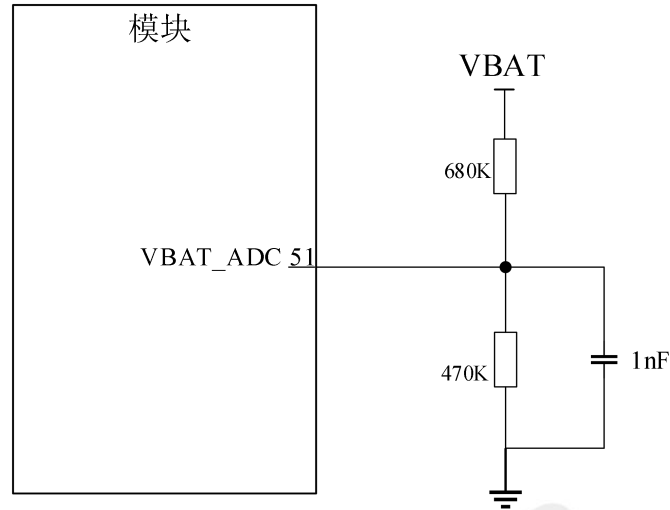 模块
VBAT
680K
VBAT_ADC 51
470K
1nF